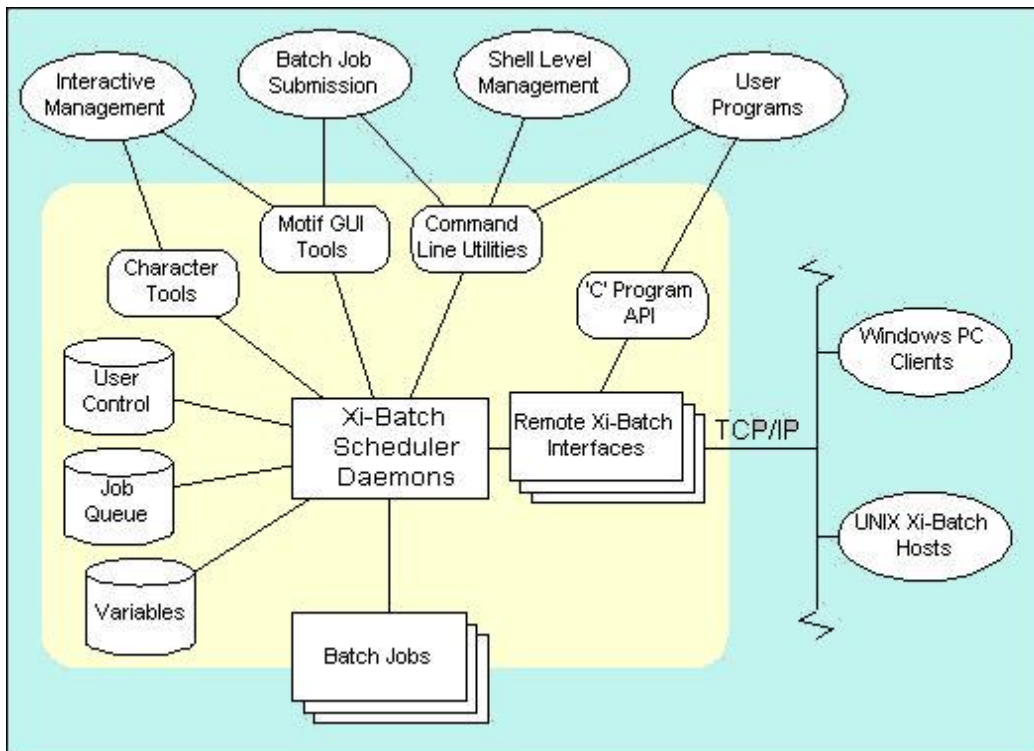 Interactive
Management
Batch Job
Submission
Shell Level
Management
User
Programs
Motif GUI
Tools
Command
Line Utilities
Character
Tools
'C' Program
API
Windows PC
Clients
User
Control
Xi-Batch
Scheduler
Daemons
Remote Xi-Batch
Interfaces
TCP/IP
Job
Queue
UNIX Xi-Batch
Hosts
Variables
Batch Jobs